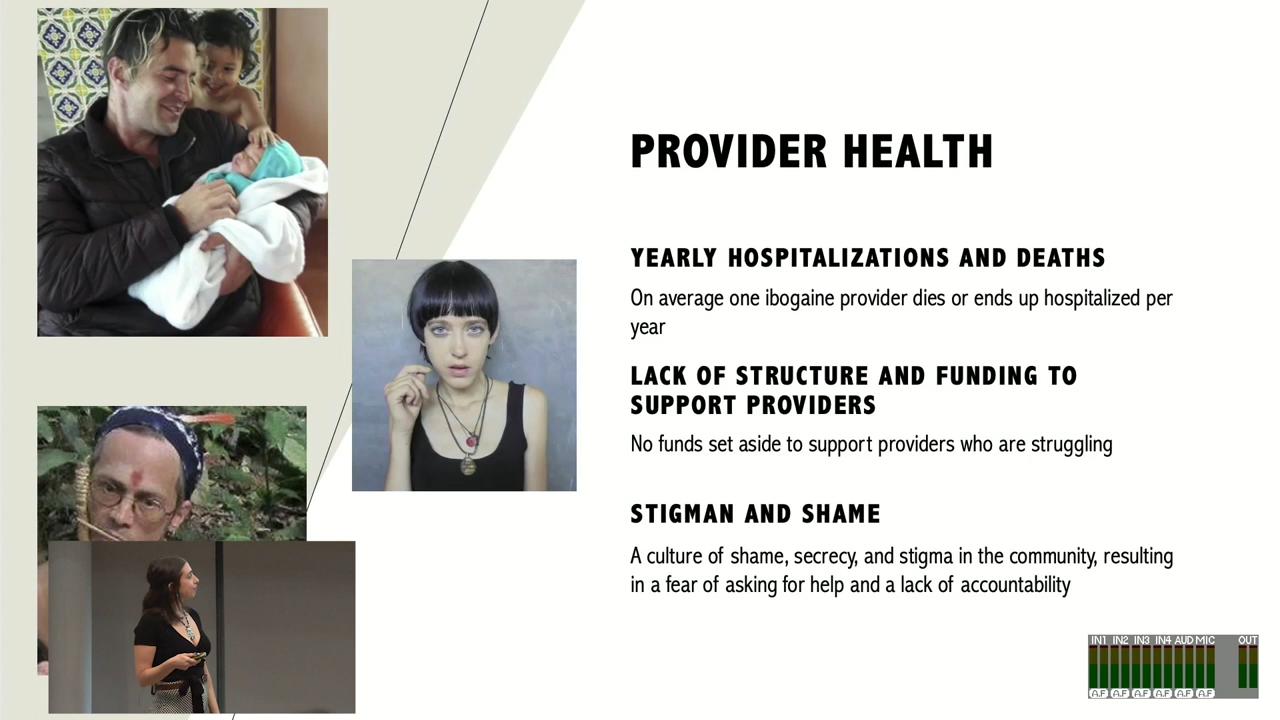 PROVIDER HEALTH
YEARLY HOSPITALIZATIONS AND DEATHS
On average one ibogaine provider dies or ends up hospitalized per
year
LACK OF STRUCTURE AND FUNDING TO
SUPPORT PROVIDERS
No funds set aside to support providers who are struggling
STIGMAN AND SHAME
A culture of shame, secrecy, and stigma in the community, resulting
in a fear of asking for help and a lack of accountability
IN1 IN2 IN3 IN4 AUD MIC OUT
A.F A.F A.F A.F A.F A.F